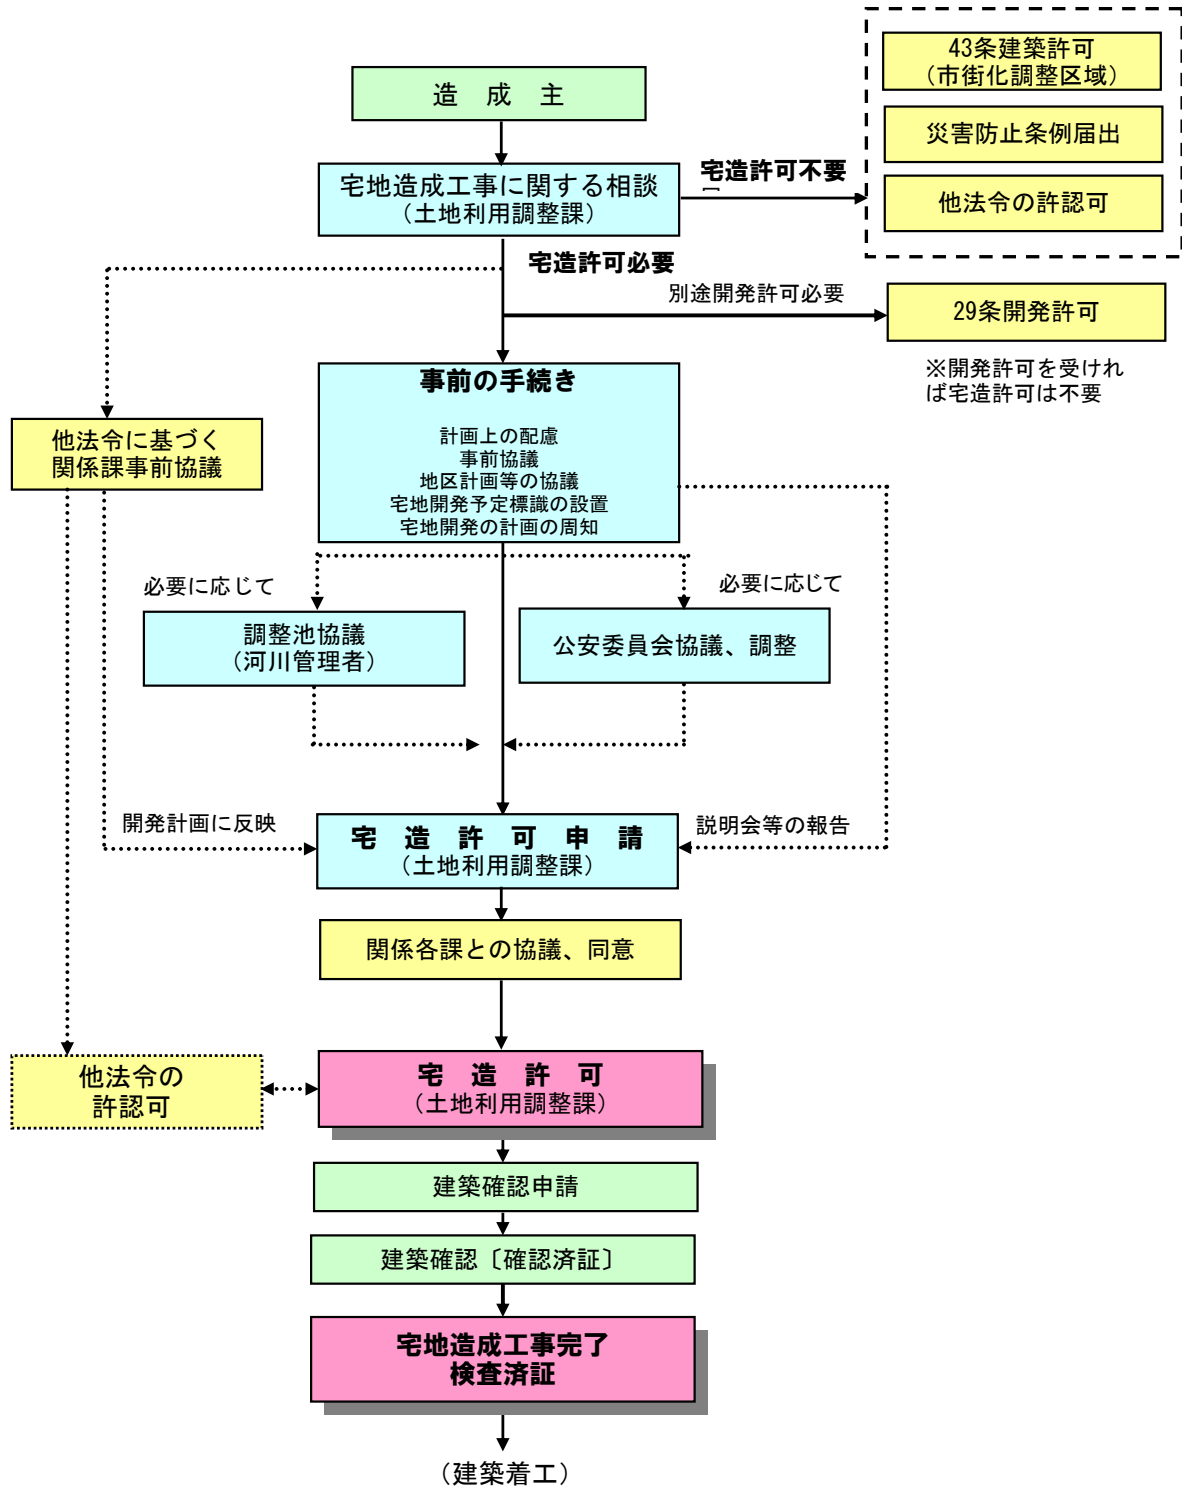 43条建築許可
（市街化調整区域）
災害防止条例届出
他法令の許認可
造　成　主
宅地造成工事に関する相談
（土地利用調整課）
宅造許可不要
宅造許可必要
別途開発許可必要
29条開発許可
※開発許可を受けれ
ば宅造許可は不要
事前の手続き
計画上の配慮
事前協議
地区計画等の協議
宅地開発予定標識の設置
宅地開発の計画の周知
他法令に基づく
関係課事前協議
必要に応じて
調整池協議
（河川管理者）
必要に応じて
公安委員会協議、調整
開発計画に反映
説明会等の報告
宅　造　許　可　申　請
（土地利用調整課）
関係各課との協議、同意
他法令の
許認可
宅　造　許　可
（土地利用調整課）
建築確認申請
建築確認〔確認済証〕
宅地造成工事完了
検査済証
（建築着工）